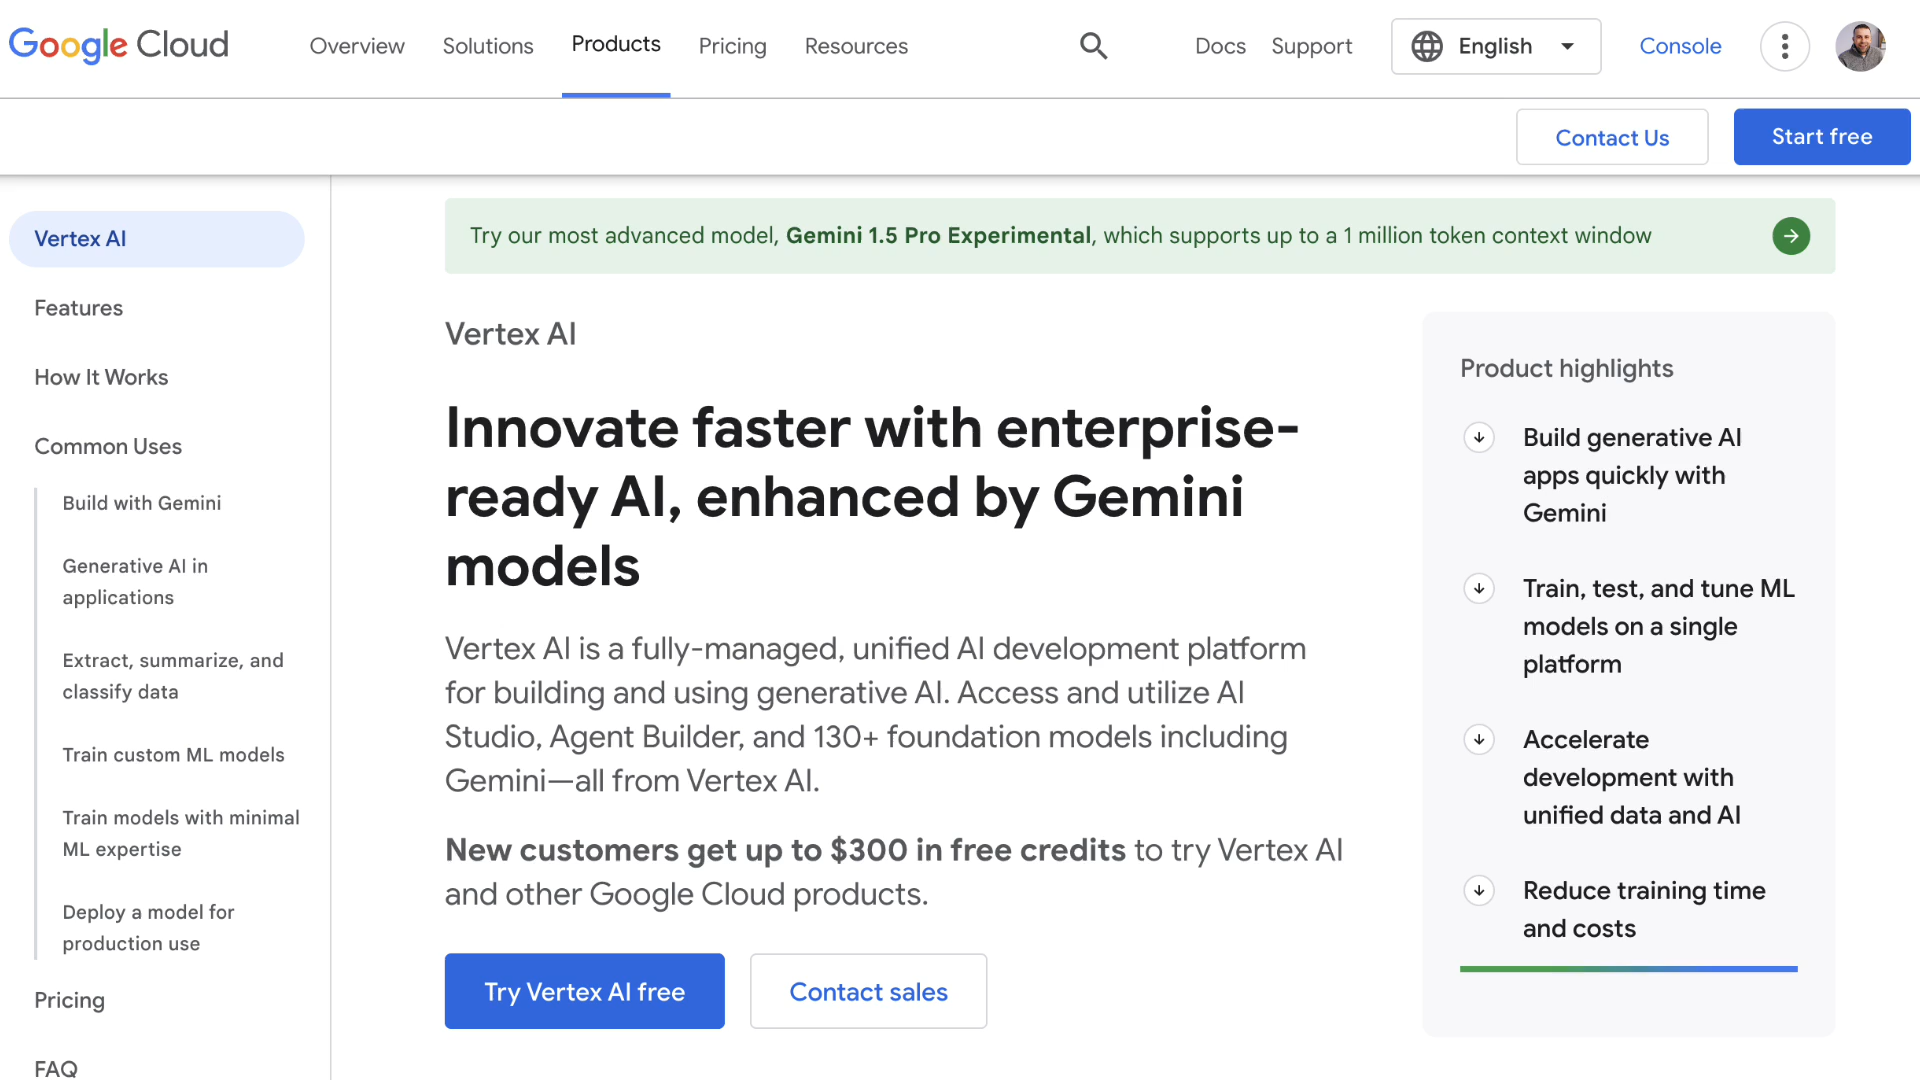 Google Cloud
Overview
Solutions
Products
Pricing
Resources
Docs
Support
English
Console
Contact Us
Start free
Vertex AI
Features
How It Works
Common Uses
Build with Gemini
Generative AI in
applications
Extract, summarize, and
classify data
Train custom ML models
Train models with minimal
ML expertise
Deploy a model for
production use
Pricing
FAQ
Try our most advanced model, Gemini 1.5 Pro Experimental, which supports up to a 1 million token context window
Vertex AI
Innovate faster with enterprise-
ready AI, enhanced by Gemini
models
Vertex AI is a fully-managed, unified AI development platform
for building and using generative AI. Access and utilize AI
Studio, Agent Builder, and 130+ foundation models including
Gemini—all from Vertex AI.
New customers get up to $300 in free credits to try Vertex AI
and other Google Cloud products.
Try Vertex AI free
Contact sales
Product highlights
Build generative AI
apps quickly with
Gemini
Train, test, and tune ML
models on a single
platform
Accelerate
development with
unified data and AI
Reduce training time
and costs